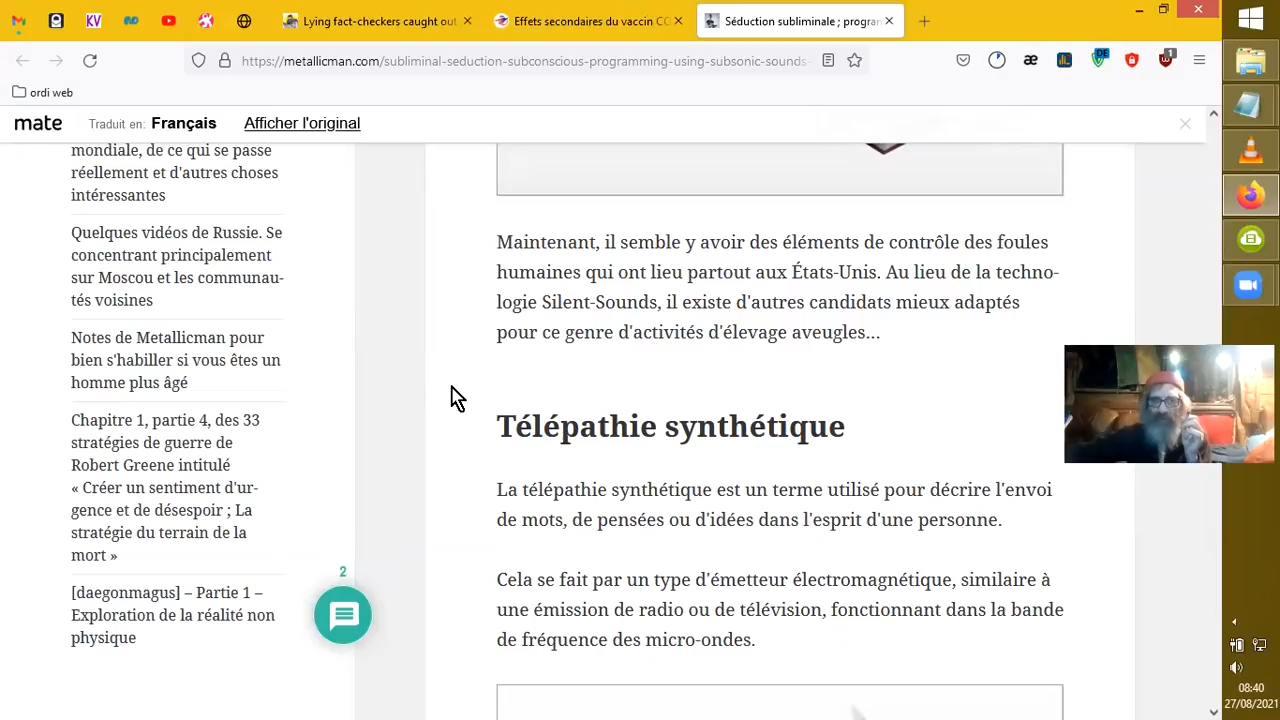 Lying fact-checkers caught out
Effets secondaires du vaccin CO
Séduction subliminale ; progran
https://metallicman.com/subliminal-seduction-subconscious-programming-using-subsonic-sounds
1
ordi web
mate
Traduit en: Français
Afficher l'original
mondiale, de ce qui se passe
réellement et d'autres choses
intéressantes
Quelques vidéos de Russie. Se
concentrant principalement
sur Moscou et les communau-
tés voisines
Notes de Metallicman pour
bien s'habiller si vous êtes un
homme plus âgé
Chapitre 1, partie 4, des 33
stratégies de guerre de
Robert Greene intitulé
« Créer un sentiment d'ur-
gence et de désespoir ; La
stratégie du terrain de la
mort »
[daegonmagus] – Partie 1 –
Exploration de la réalité non
physique
2
Maintenant, il semble y avoir des éléments de contrôle des foules
humaines qui ont lieu partout aux États-Unis. Au lieu de la techno-
logie Silent-Sounds, il existe d'autres candidats mieux adaptés
pour ce genre d'activités d'élevage aveugles...
Télépathie synthétique
La télépathie synthétique est un terme utilisé pour décrire l'envoi
de mots, de pensées ou d'idées dans l'esprit d'une personne.
Cela se fait par un type d'émetteur électromagnétique, similaire à
une émission de radio ou de télévision, fonctionnant dans la bande
de fréquence des micro-ondes.
08:40
27/08/2021